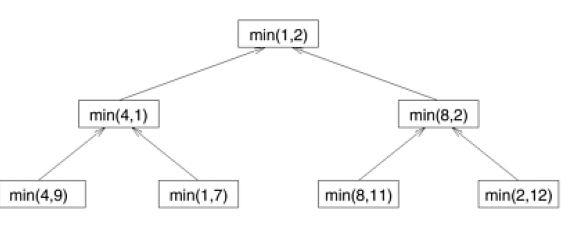 min(1,2)
min(4,1)
min(8,2)
min(4,9)
min(1,7)
min(8,11)
min(2,12)